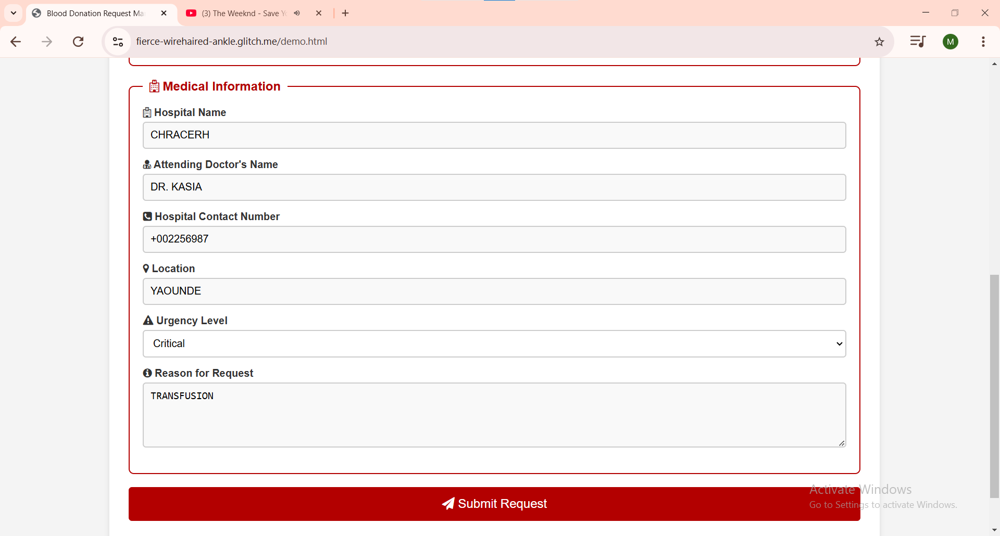 Blood Donation Request Ma
(3) The Weeknd - Save Yo
fierce-wirehaired-ankle.glitch.me/demo.html
M
Medical Information
Hospital Name
CHRACERH
Attending Doctor's Name
DR. KASIA
Hospital Contact Number
+002256987
Location
YAOUNDE
Urgency Level
Critical
Reason for Request
TRANSFUSION
Submit Request
Activate Windows
Go to Settings to activate Windows.